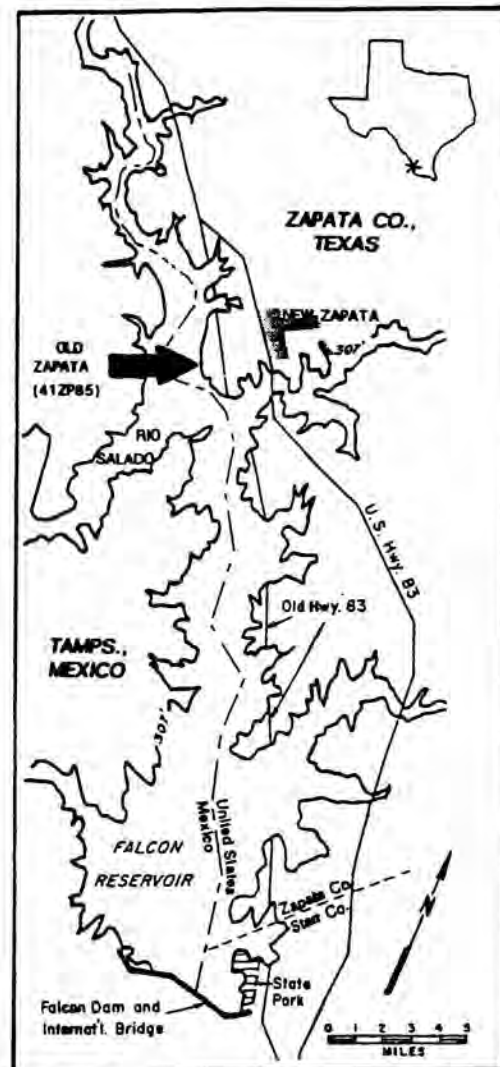 ZAPATA CO.,
TEXAS
NEW ZAPATA
307'
OLD
ZAPATA
(41ZP85)
RIO
SALADO
U.S. Hwy. 83
Old Hwy. 83
TAMPS.,
MEXICO
307'
United States
Mexico
FALCON
RESERVOIR
Zapata Co.
Starr Co.
N
State
Park
Falcon Dam and
Internat'l. Bridge
0 1 2 3 4 5
MILES